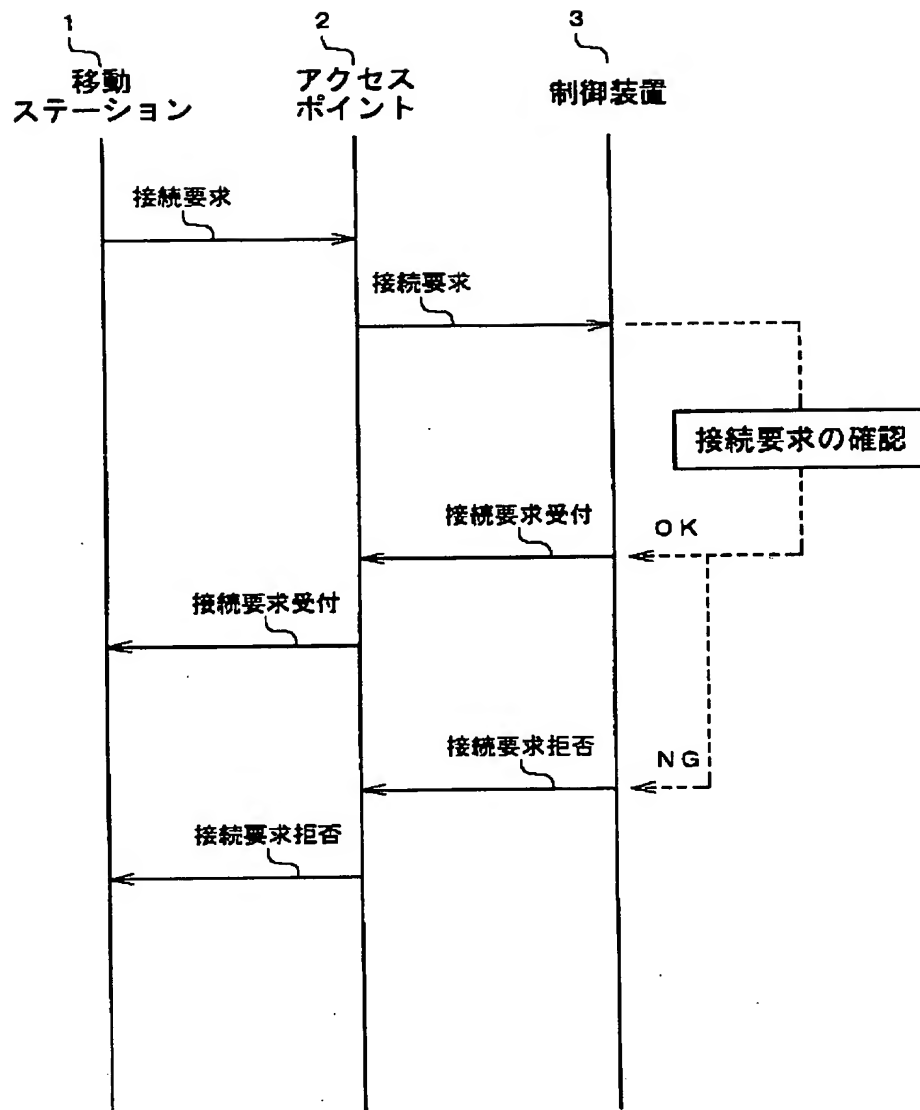 1
移動
ステーション
2
アクセス
ポイント
3
制御装置
接続要求
接続要求
接続要求の確認
接続要求受付
OK
接続要求受付
接続要求拒否
NG
接続要求拒否